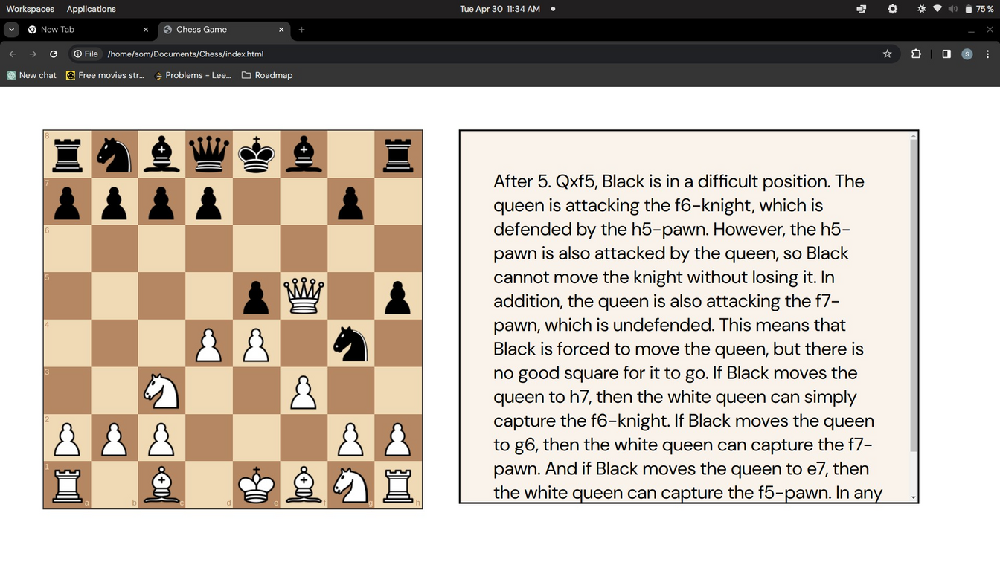 Workspaces Applications Tue Apr 30 11:34 AM 75 %
New Tab Chess Game
File /home/som/Documents/Chess/index.html S
New chat Free movies str... Problems - Lee... Roadmap
8
7
6
5
4
3
2
1
a b c d e f g h
After 5. Qxf5, Black is in a difficult position. The
queen is attacking the f6-knight, which is
defended by the h5-pawn. However, the h5-
pawn is also attacked by the queen, so Black
cannot move the knight without losing it. In
addition, the queen is also attacking the f7-
pawn, which is undefended. This means that
Black is forced to move the queen, but there is
no good square for it to go. If Black moves the
queen to h7, then the white queen can simply
capture the f6-knight. If Black moves the queen
to g6, then the white queen can capture the f7-
pawn. And if Black moves the queen to e7, then
the white queen can capture the f5-pawn. In any